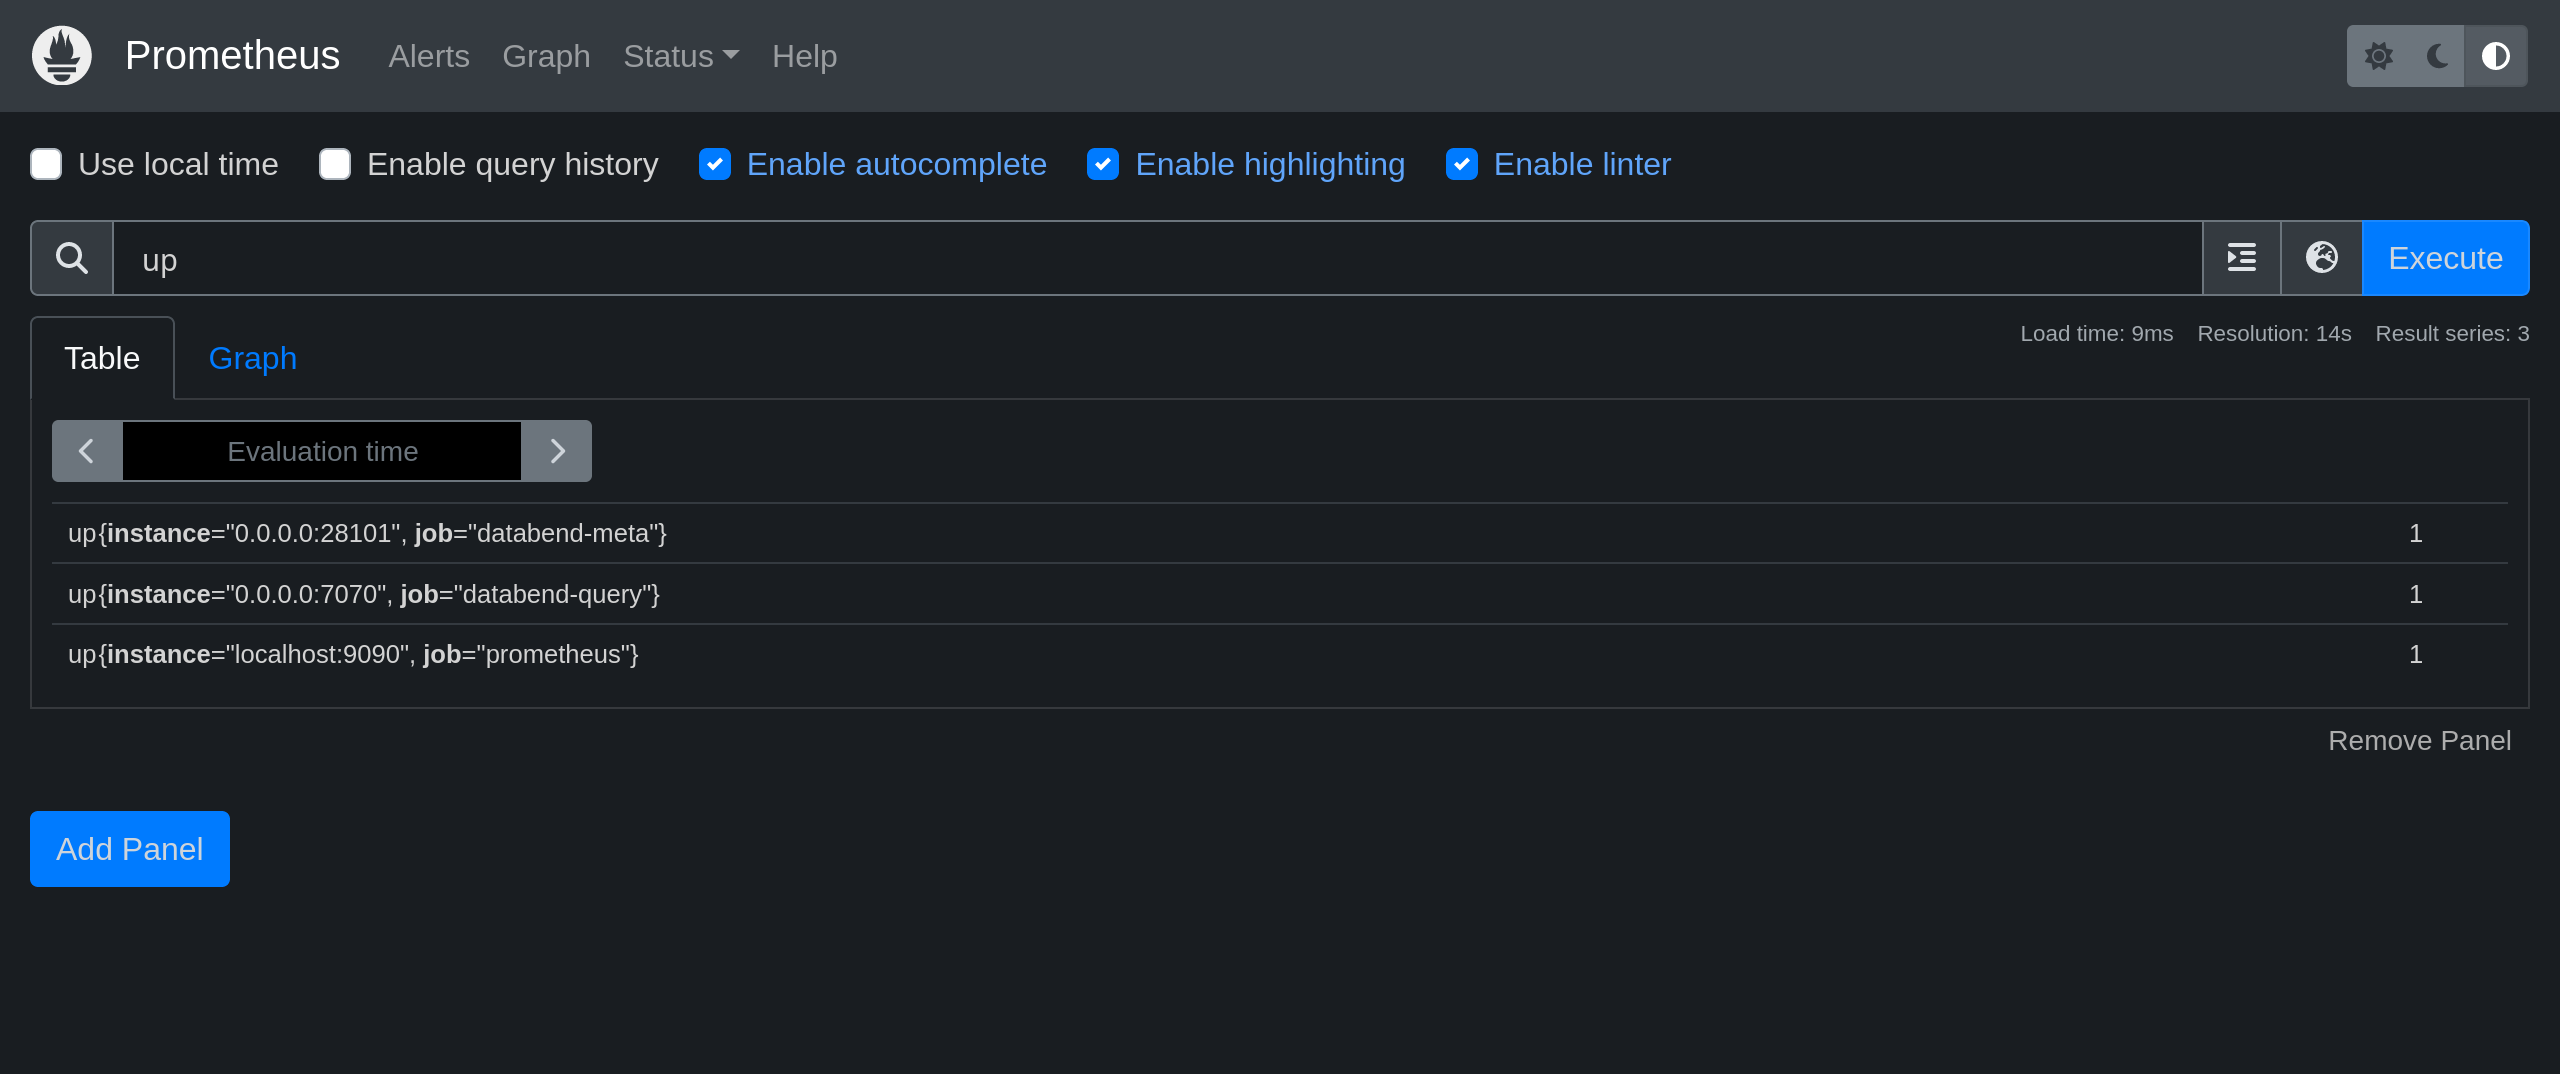 Prometheus Alerts Graph Status Help
Use local time Enable query history Enable autocomplete Enable highlighting Enable linter
up Execute
Table Graph Load time: 9ms Resolution: 14s Result series: 3
Evaluation time
up{instance="0.0.0.0:28101", job="databend-meta"} 1
up{instance="0.0.0.0:7070", job="databend-query"} 1
up{instance="localhost:9090", job="prometheus"} 1
Remove Panel
Add Panel